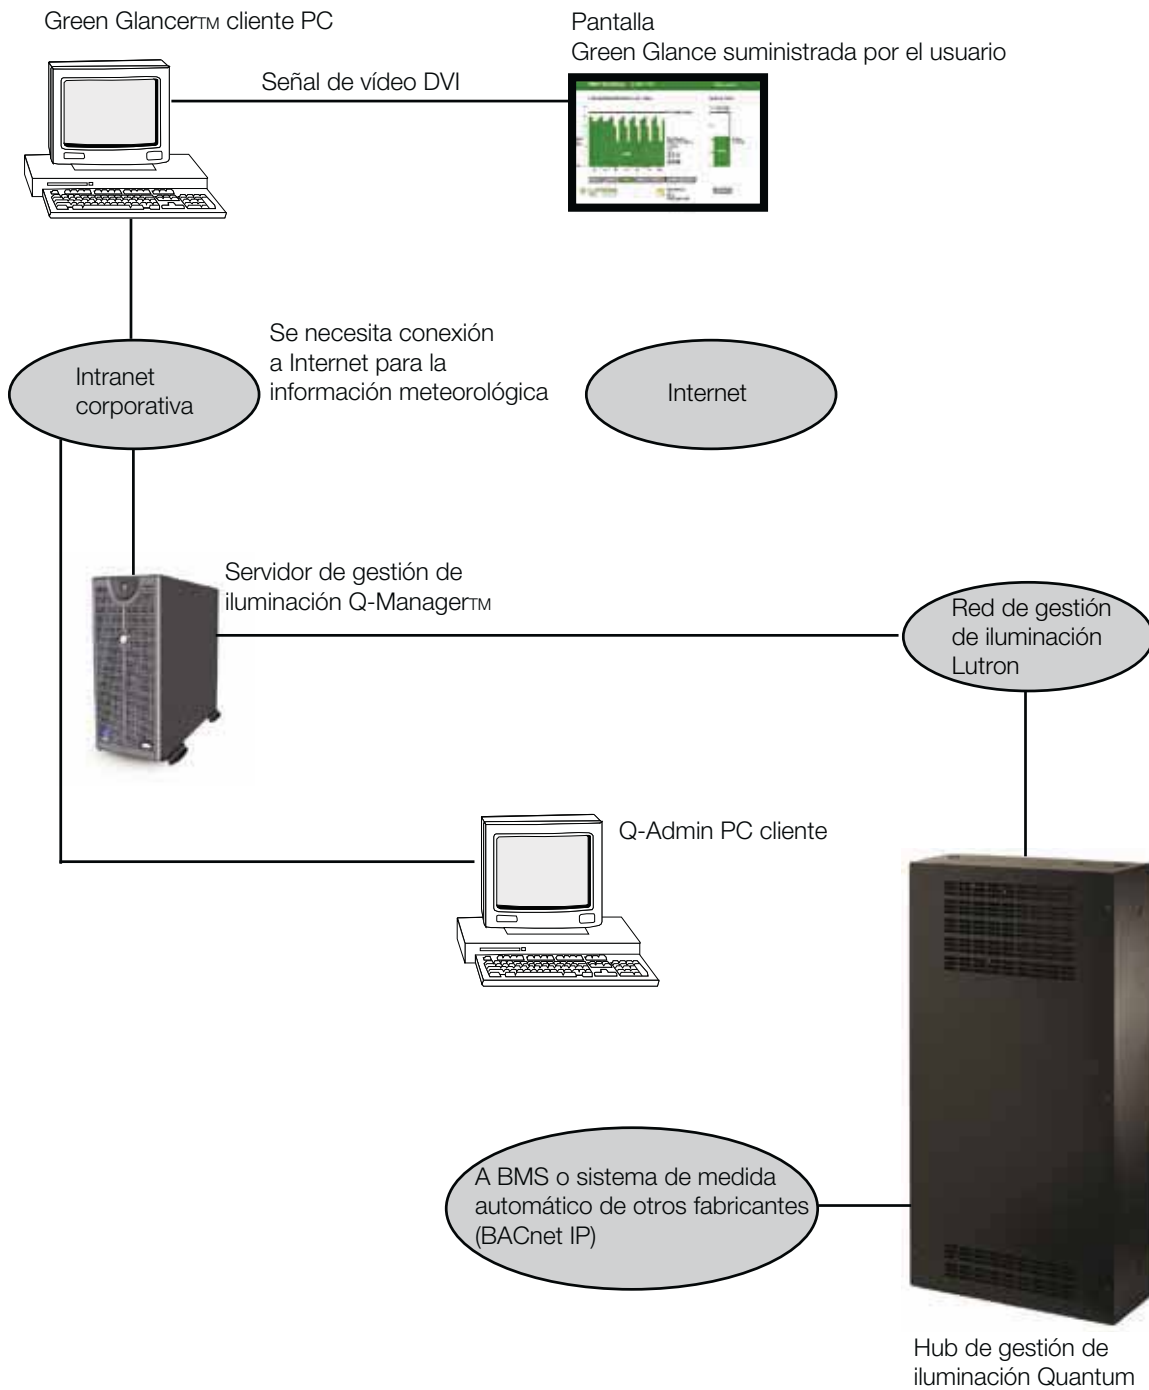 Green Glancer™ cliente PC
Pantalla
Green Glance suministrada por el usuario
Señal de vídeo DVI
Se necesita conexión
a Internet para la
información meteorológica
Intranet
corporativa
Internet
Servidor de gestión de
iluminación Q-Manager™
Red de gestión
de iluminación
Lutron
Q-Admin PC cliente
A BMS o sistema de medida
automático de otros fabricantes
(BACnet IP)
Hub de gestión de
iluminación Quantum